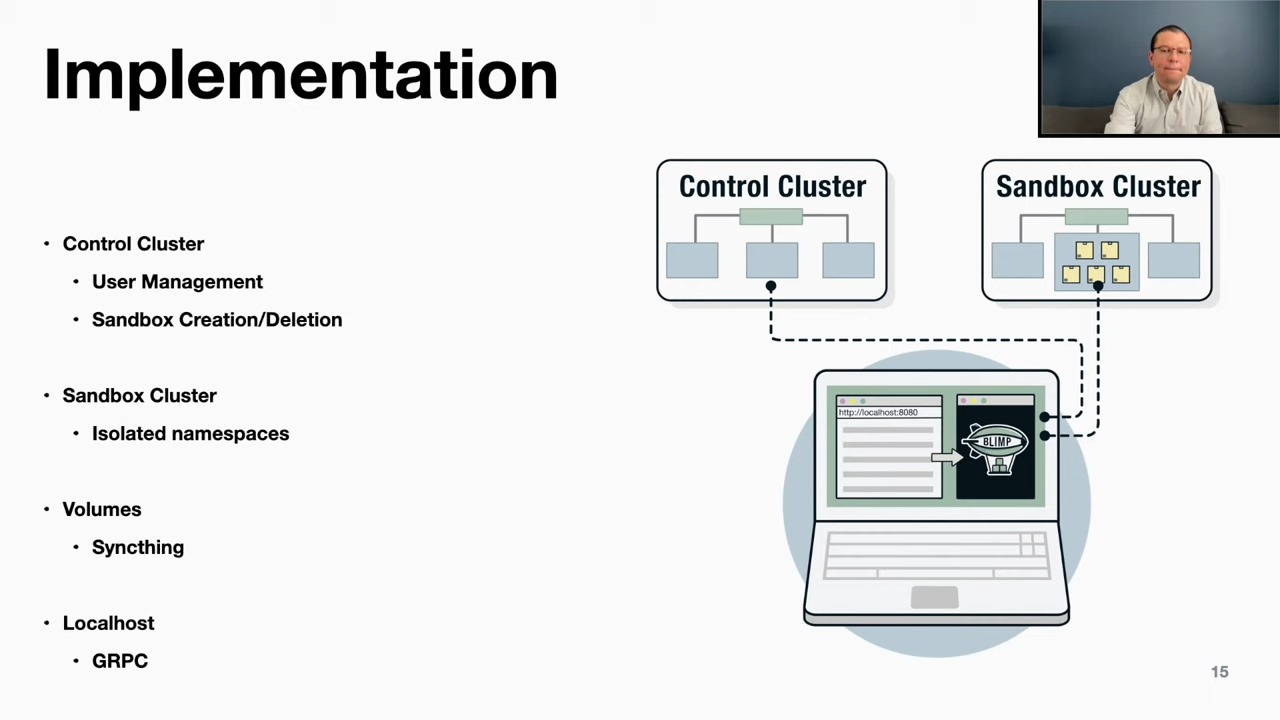 Implementation
• Control Cluster
• User Management
• Sandbox Creation/Deletion
• Sandbox Cluster
• Isolated namespaces
• Volumes
• Syncthing
• Localhost
• GRPC
Control Cluster
Sandbox Cluster
http://localhost:8080
BLIMP
15